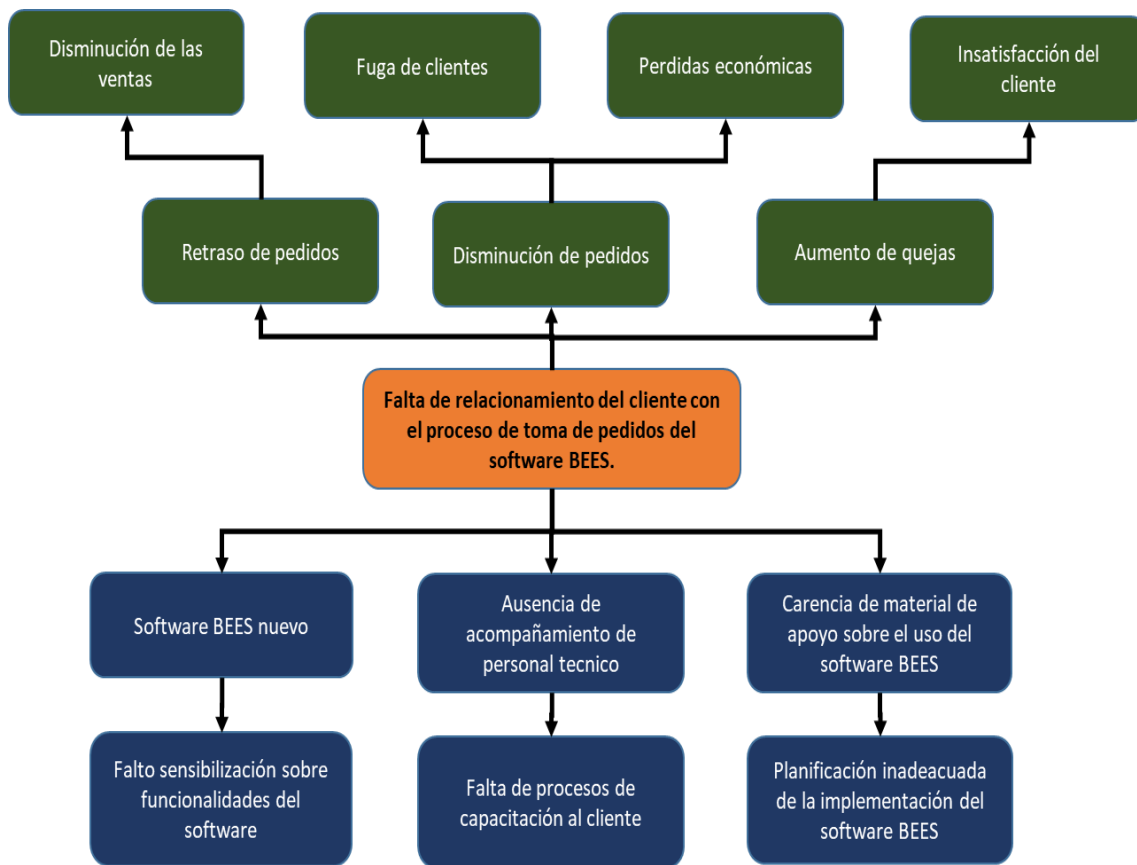 Disminución de las
ventas
Fuga de clientes
Perdidas económicas
Insatisfacción del
cliente
Retraso de pedidos
Disminución de pedidos
Aumento de quejas
Falta de relacionamiento del cliente con
el proceso de toma de pedidos del
software BEES.
Software BEES nuevo
Ausencia de
acompañamiento de
personal tecnico
Carencia de material de
apoyo sobre el uso del
software BEES
Falto sensibilización sobre
funcionalidades del
software
Falta de procesos de
capacitación al cliente
Planificación inadeacuada
de la implementación del
software BEES